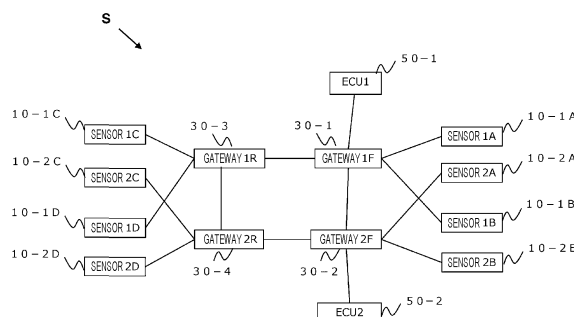 S
50-1
ECU1
10-1C
30-3
30-1
10-1A
SENSOR 1C
SENSOR 1A
10-2C
GATEWAY 1R
GATEWAY 1F
10-2A
SENSOR 2C
SENSOR 2A
10-1D
10-1B
SENSOR 1D
SENSOR 1B
10-2D
GATEWAY 2R
GATEWAY 2F
10-2B
SENSOR 2D
SENSOR 2B
30-4
30-2
50-2
ECU2